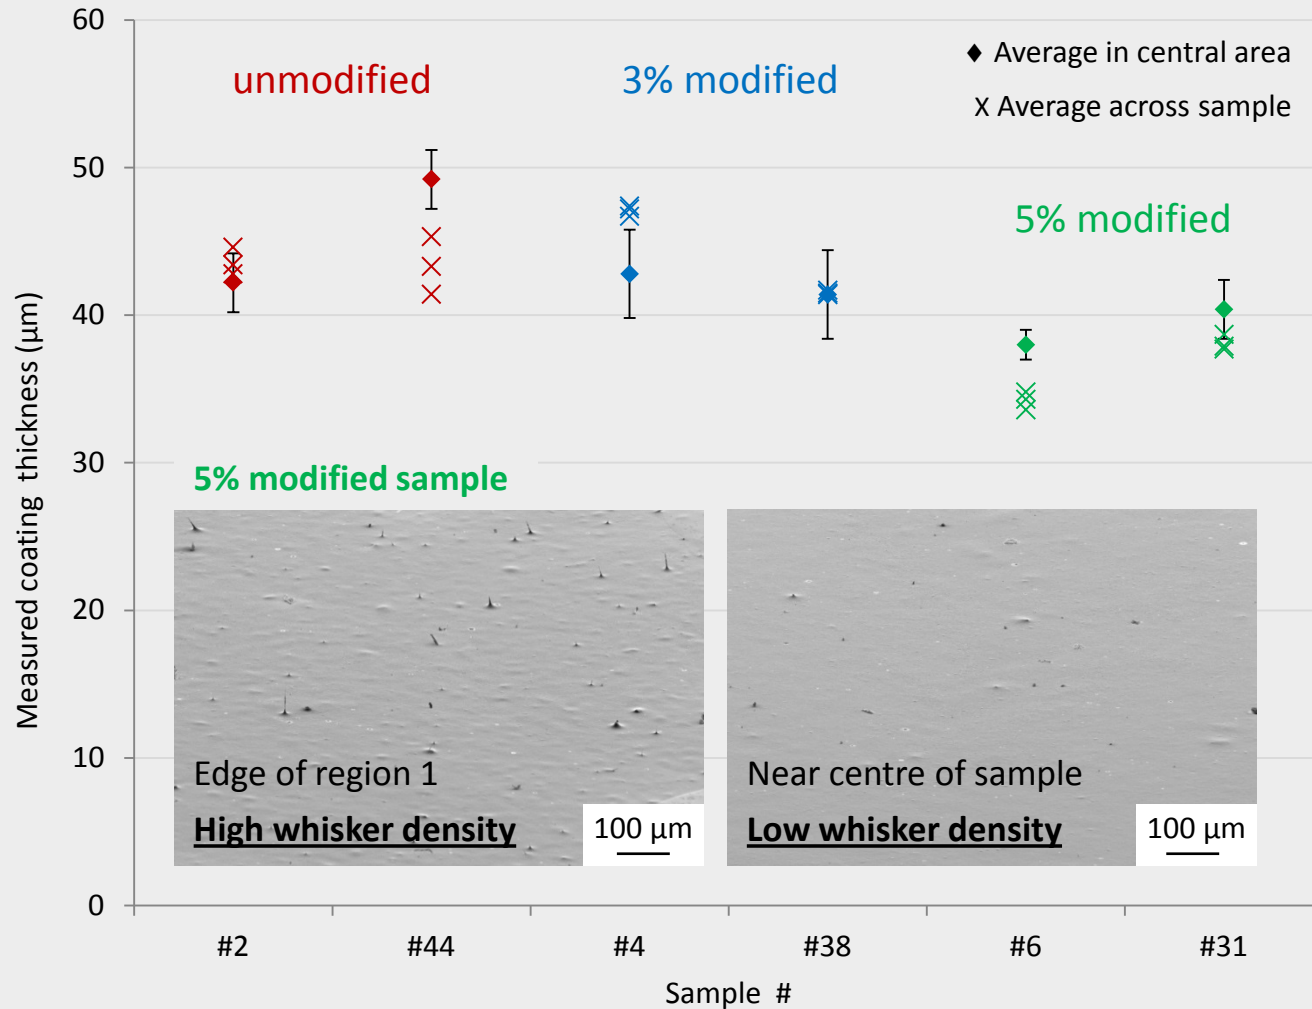 60
50
40
30
20
10
0
Measured coating thickness (µm)
unmodified
3% modified
5% modified
♦ Average in central area
X Average across sample
5% modified sample
Edge of region 1
High whisker density
100 µm
Near centre of sample
Low whisker density
100 µm
#2
#44
#4
#38
#6
#31
Sample #